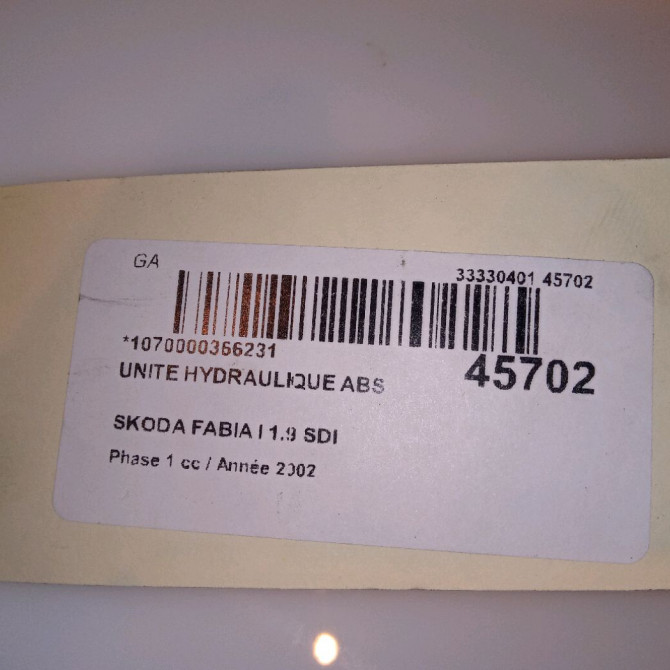 GA
33330401 45702
*1070000366231
45702
UNITE HYDRAULIQUE ABS
SKODA FABIA I 1.9 SDI
Phase 1 cc / Année 2002